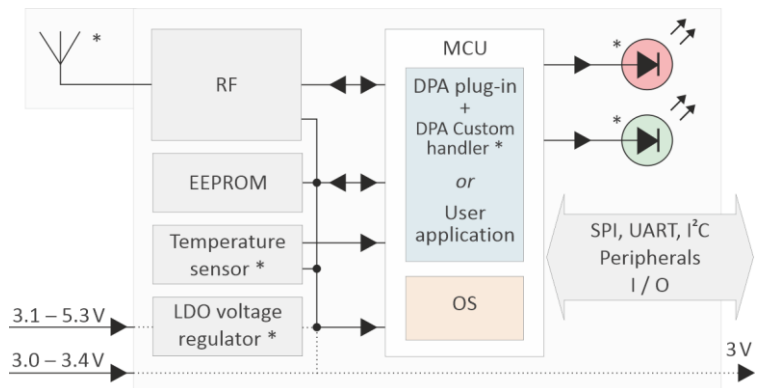 *
RF
MCU
DPA plug-in
+
DPA Custom
handler *
or
User
application
OS
*
*
EEPROM
Temperature
sensor *
LDO voltage
regulator *
SPI, UART, I²C
Peripherals
I / O
3.1 – 5.3 V
3.0 – 3.4 V
3 V